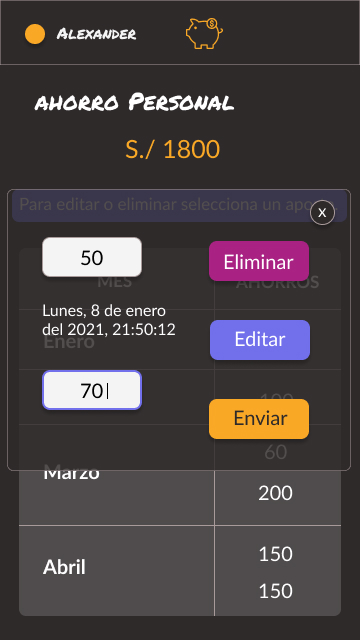 Alexander
ahorro Personal
S./ 1800
Para editar o eliminar selecciona un apo
x
50
Eliminar
MES
AHORROS
Lunes, 8 de enero
del 2021, 21:50:12
Enero
Editar
70
100
Enviar
60
Marzo
200
Abril
150
150